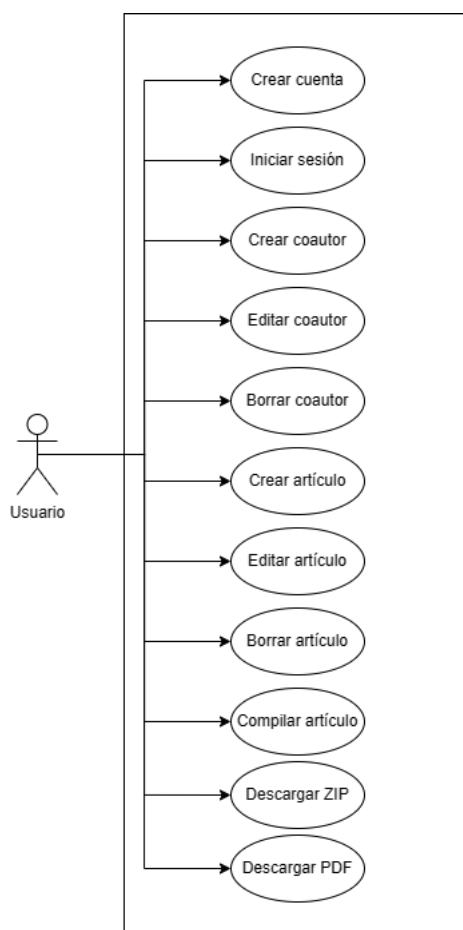 Crear cuenta
Iniciar sesión
Crear coautor
Editar coautor
Borrar coautor
Crear artículo
Usuario
Editar artículo
Borrar artículo
Compilar artículo
Descargar ZIP
Descargar PDF